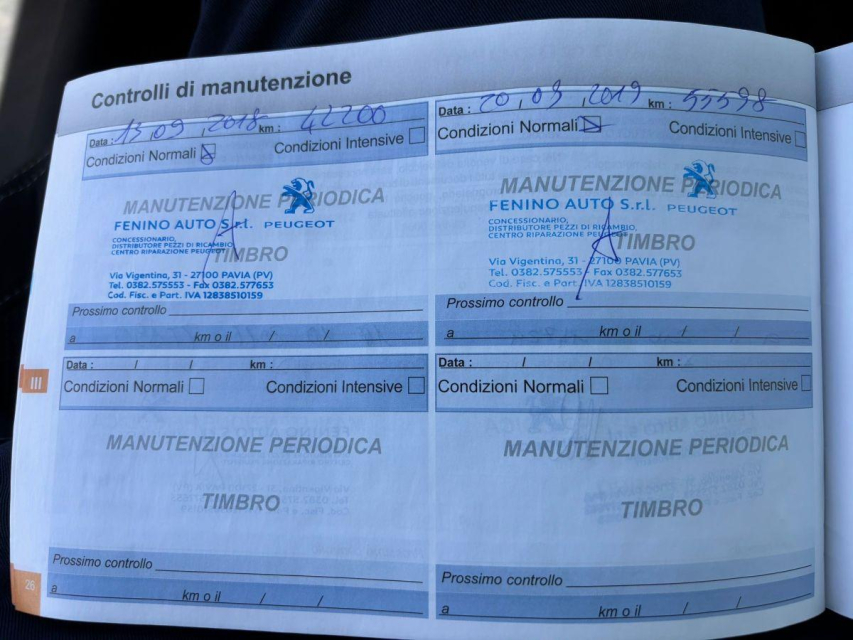 Controlli di manutenzione
Data : 13 / 09 / 2018 km : 42200
Condizioni Normali Condizioni Intensive
MANUTENZIONE PERIODICA
FENINO AUTO S.r.l. PEUGEOT
CONCESSIONARIO,
DISTRIBUTORE PEZZI DI RICAMBIO,
CENTRO RIPARAZIONE PEUGEOT
TIMBRO
Via Vigentina, 31 - 27100 PAVIA (PV)
Tel. 0382.575553 - Fax 0382.577653
Cod. Fisc. e Part. IVA 12838510159
Prossimo controllo
a km o il / /
Data : 20 / 09 / 2019 km : 55598
Condizioni Normali Condizioni Intensive
MANUTENZIONE PERIODICA
FENINO AUTO S.r.l. PEUGEOT
CONCESSIONARIO,
DISTRIBUTORE PEZZI DI RICAMBIO,
CENTRO RIPARAZIONE PEUGEOT
TIMBRO
Via Vigentina, 31 - 27100 PAVIA (PV)
Tel. 0382.575553 - Fax 0382.577653
Cod. Fisc. e Part. IVA 12838510159
Prossimo controllo
a km o il / /
III
Data : / / km :
Condizioni Normali Condizioni Intensive
MANUTENZIONE PERIODICA
TIMBRO
Prossimo controllo
a km o il / /
Data : / / km :
Condizioni Normali Condizioni Intensive
MANUTENZIONE PERIODICA
TIMBRO
Prossimo controllo
a km o il / /
26